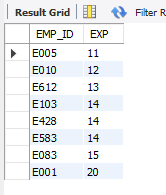 Result Grid Filter R
EMP_ID EXP
E005 11
E010 12
E612 13
E103 14
E428 14
E583 14
E083 15
E001 20